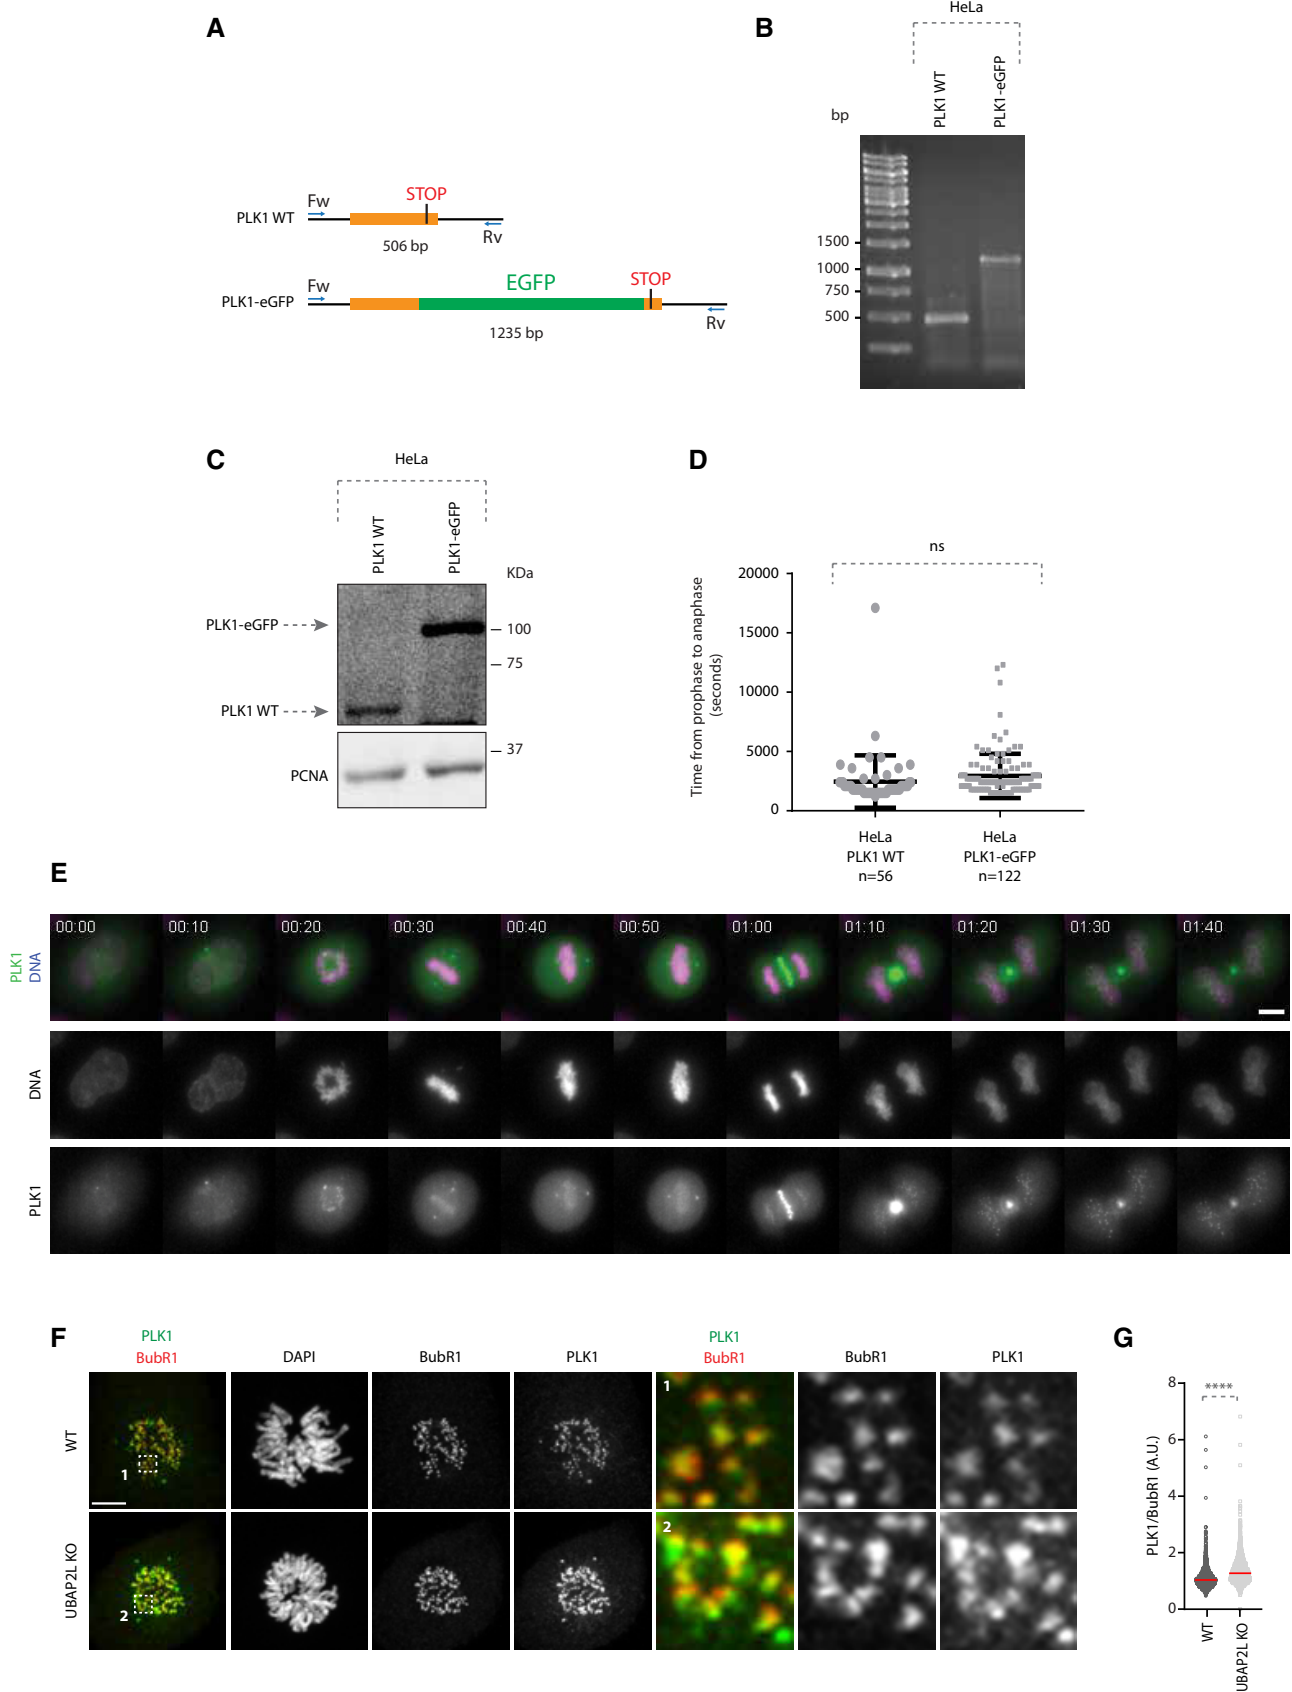 A
Fw
STOP
PLK1 WT
506 bp
Rv
Fw
EGFP
STOP
PLK1-eGFP
1235 bp
Rv
B
HeLa
PLK1 WT
PLK1-eGFP
bp
1500
1000
750
500
C
HeLa
PLK1 WT
PLK1-eGFP
KDa
PLK1-eGFP
100
75
PLK1 WT
37
PCNA
D
ns
Time from prophase to anaphase
(seconds)
20000
15000
10000
5000
0
HeLa
PLK1 WT
n=56
HeLa
PLK1-eGFP
n=122
E
PLK1
DNA
00:00
00:10
00:20
00:30
00:40
00:50
01:00
01:10
01:20
01:30
01:40
DNA
PLK1
F
PLK1
BubR1
DAPI
BubR1
PLK1
PLK1
BubR1
BubR1
PLK1
WT
1
1
UBAP2L KO
2
2
G
PLK1/BubR1 (A.U.)
8
6
4
2
0
****
WT
UBAP2L KO